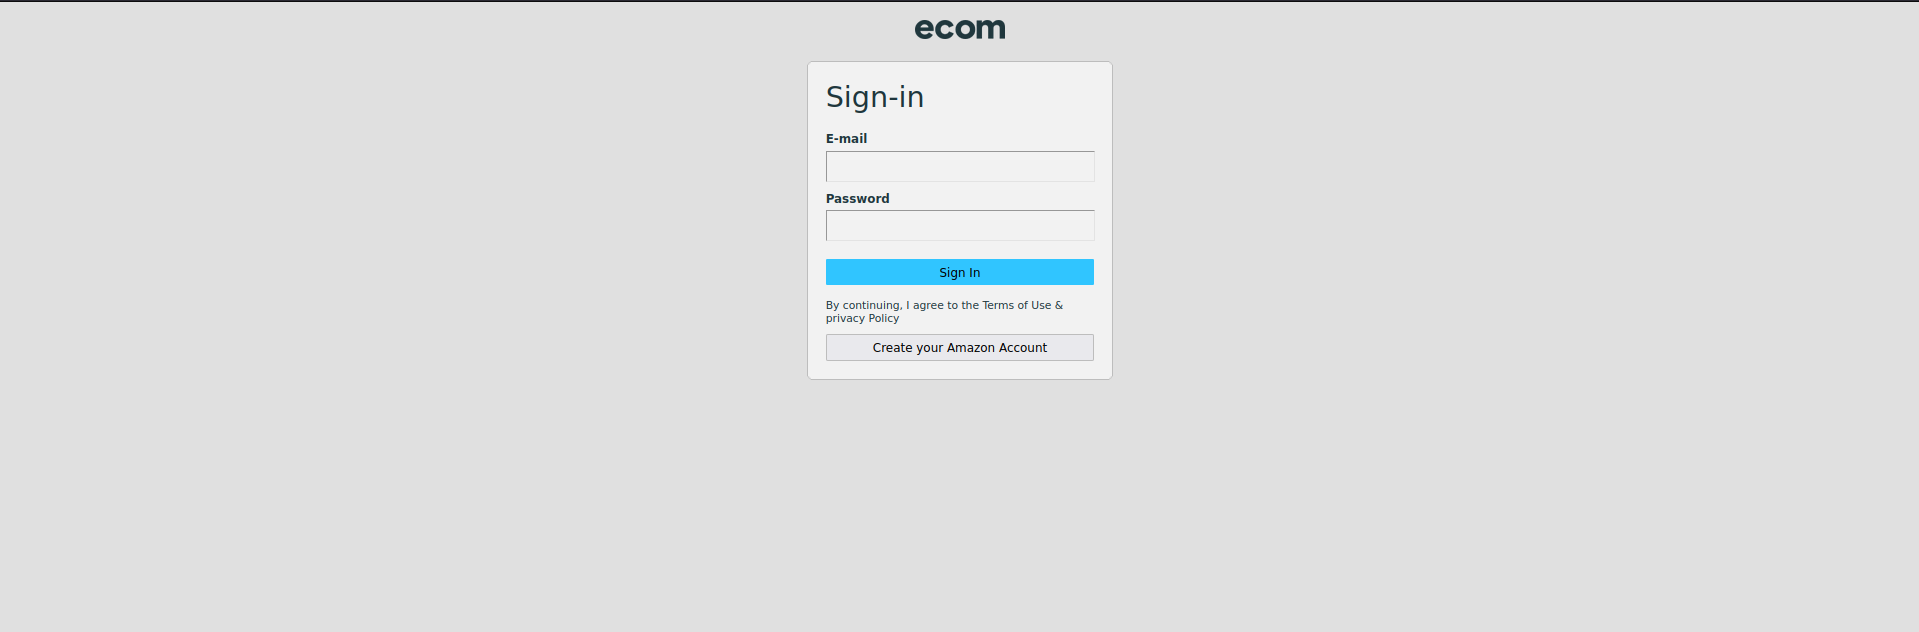 ecom
Sign-in
E-mail
Password
Sign In
By continuing, I agree to the Terms of Use &
privacy Policy
Create your Amazon Account